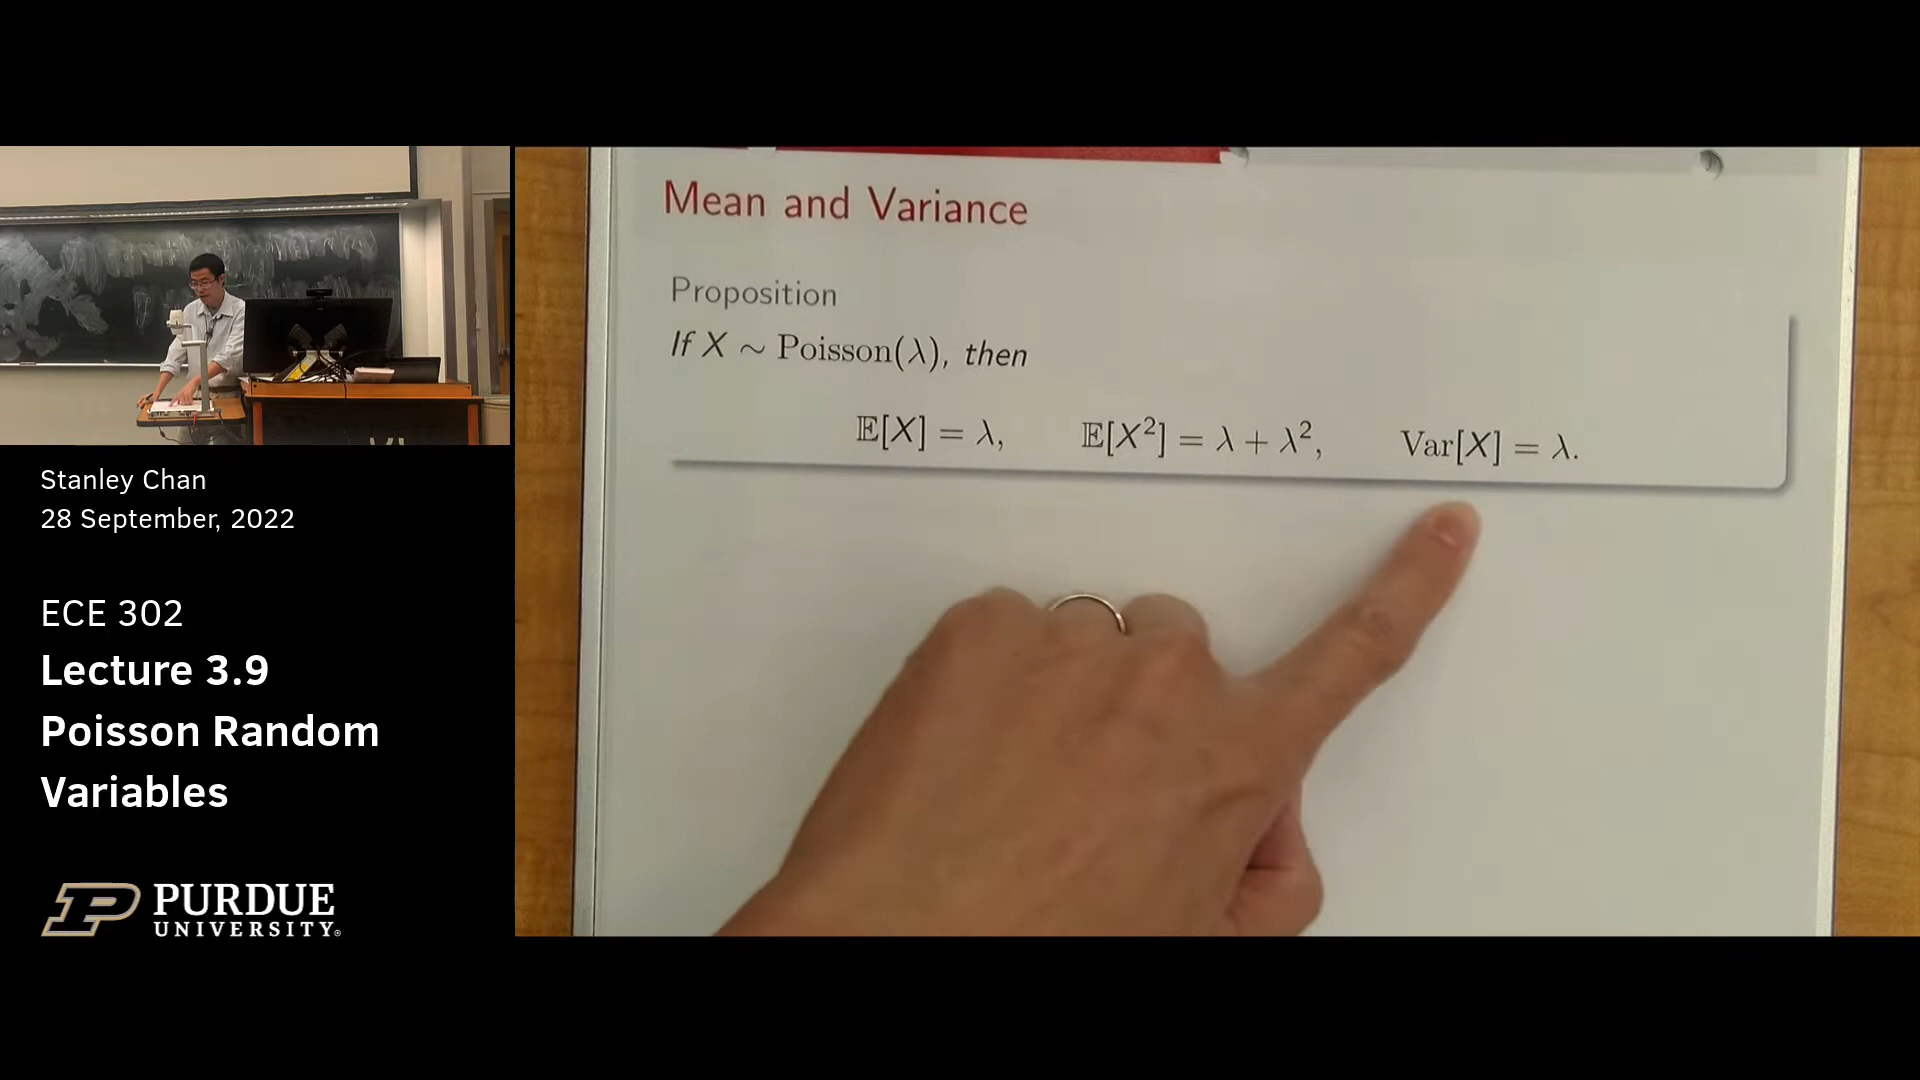 Stanley Chan
28 September, 2022
ECE 302
Lecture 3.9
Poisson Random
Variables
PURDUE
UNIVERSITY
Mean and Variance
Proposition
If X ∼ Poisson(λ), then
𝔼[X] = λ, 𝔼[X²] = λ + λ², Var[X] = λ.